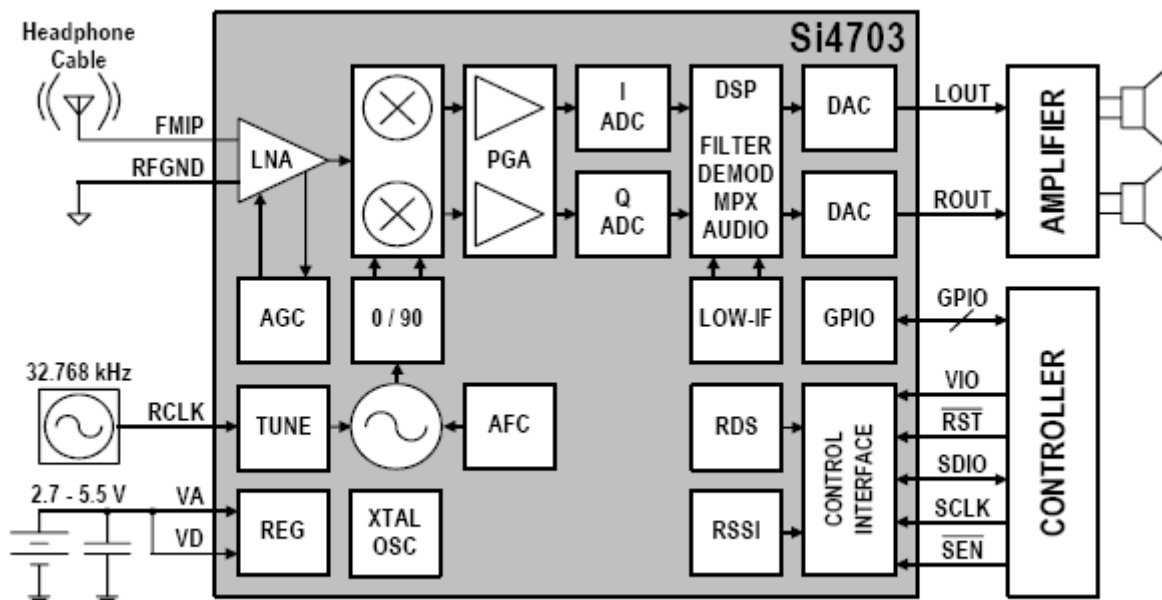 Si4703
Headphone
Cable
FMIP
RFGND
LNA
PGA
I
ADC
Q
ADC
DSP
FILTER
DEMOD
MPX
AUDIO
DAC
DAC
LOUT
ROUT
AMPLIFIER
AGC
0 / 90
LOW-IF
GPIO
GPIO
32.768 kHz
RCLK
TUNE
AFC
RDS
CONTROL
INTERFACE
VIO
RST
SDIO
SCLK
SEN
CONTROLLER
2.7 - 5.5 V
VA
VD
REG
XTAL
OSC
RSSI